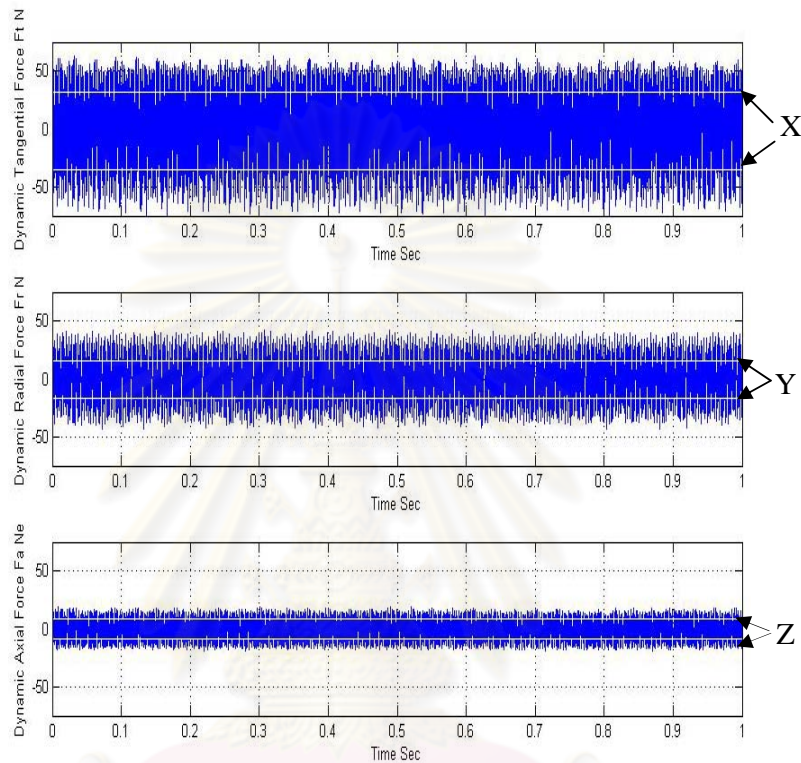 Dynamic Tangential Force Ft N
50
0
-50
0 0.1 0.2 0.3 0.4 0.5 0.6 0.7 0.8 0.9 1
Time Sec
X
Dynamic Radial Force Fr N
50
0
-50
0 0.1 0.2 0.3 0.4 0.5 0.6 0.7 0.8 0.9 1
Time Sec
Y
Dynamic Axial Force Fa Ne
50
0
-50
0 0.1 0.2 0.3 0.4 0.5 0.6 0.7 0.8 0.9 1
Time Sec
Z